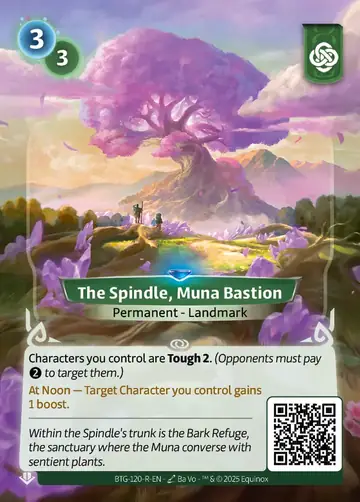 3
3
The Spindle, Muna Bastion
Permanent - Landmark
Characters you control are Tough 2. (Opponents must pay
2 to target them.)
At Noon — Target Character you control gains
1 boost.
Within the Spindle's trunk is the Bark Refuge,
the sanctuary where the Muna converse with
sentient plants.
BTG-120-R-EN - Ba Vo - ™ & © 2025 Equinox